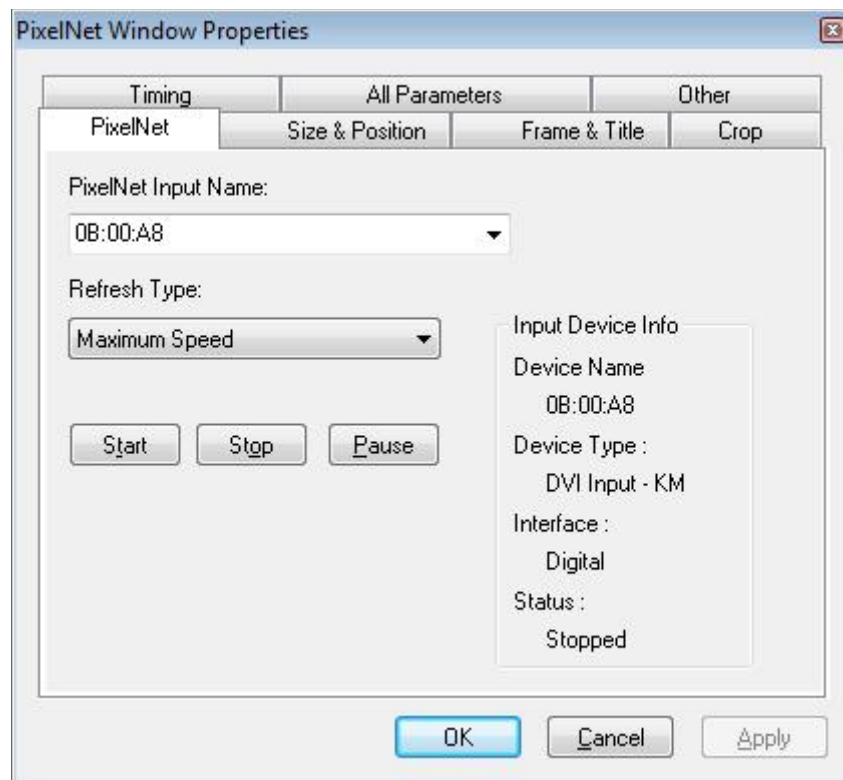 PixelNet Window Properties
Timing All Parameters Other
PixelNet Size & Position Frame & Title Crop
PixelNet Input Name:
0B:00:A8
Refresh Type:
Maximum Speed
Start Stop Pause
Input Device Info
Device Name
0B:00:A8
Device Type :
DVI Input - KM
Interface :
Digital
Status :
Stopped
OK Cancel Apply